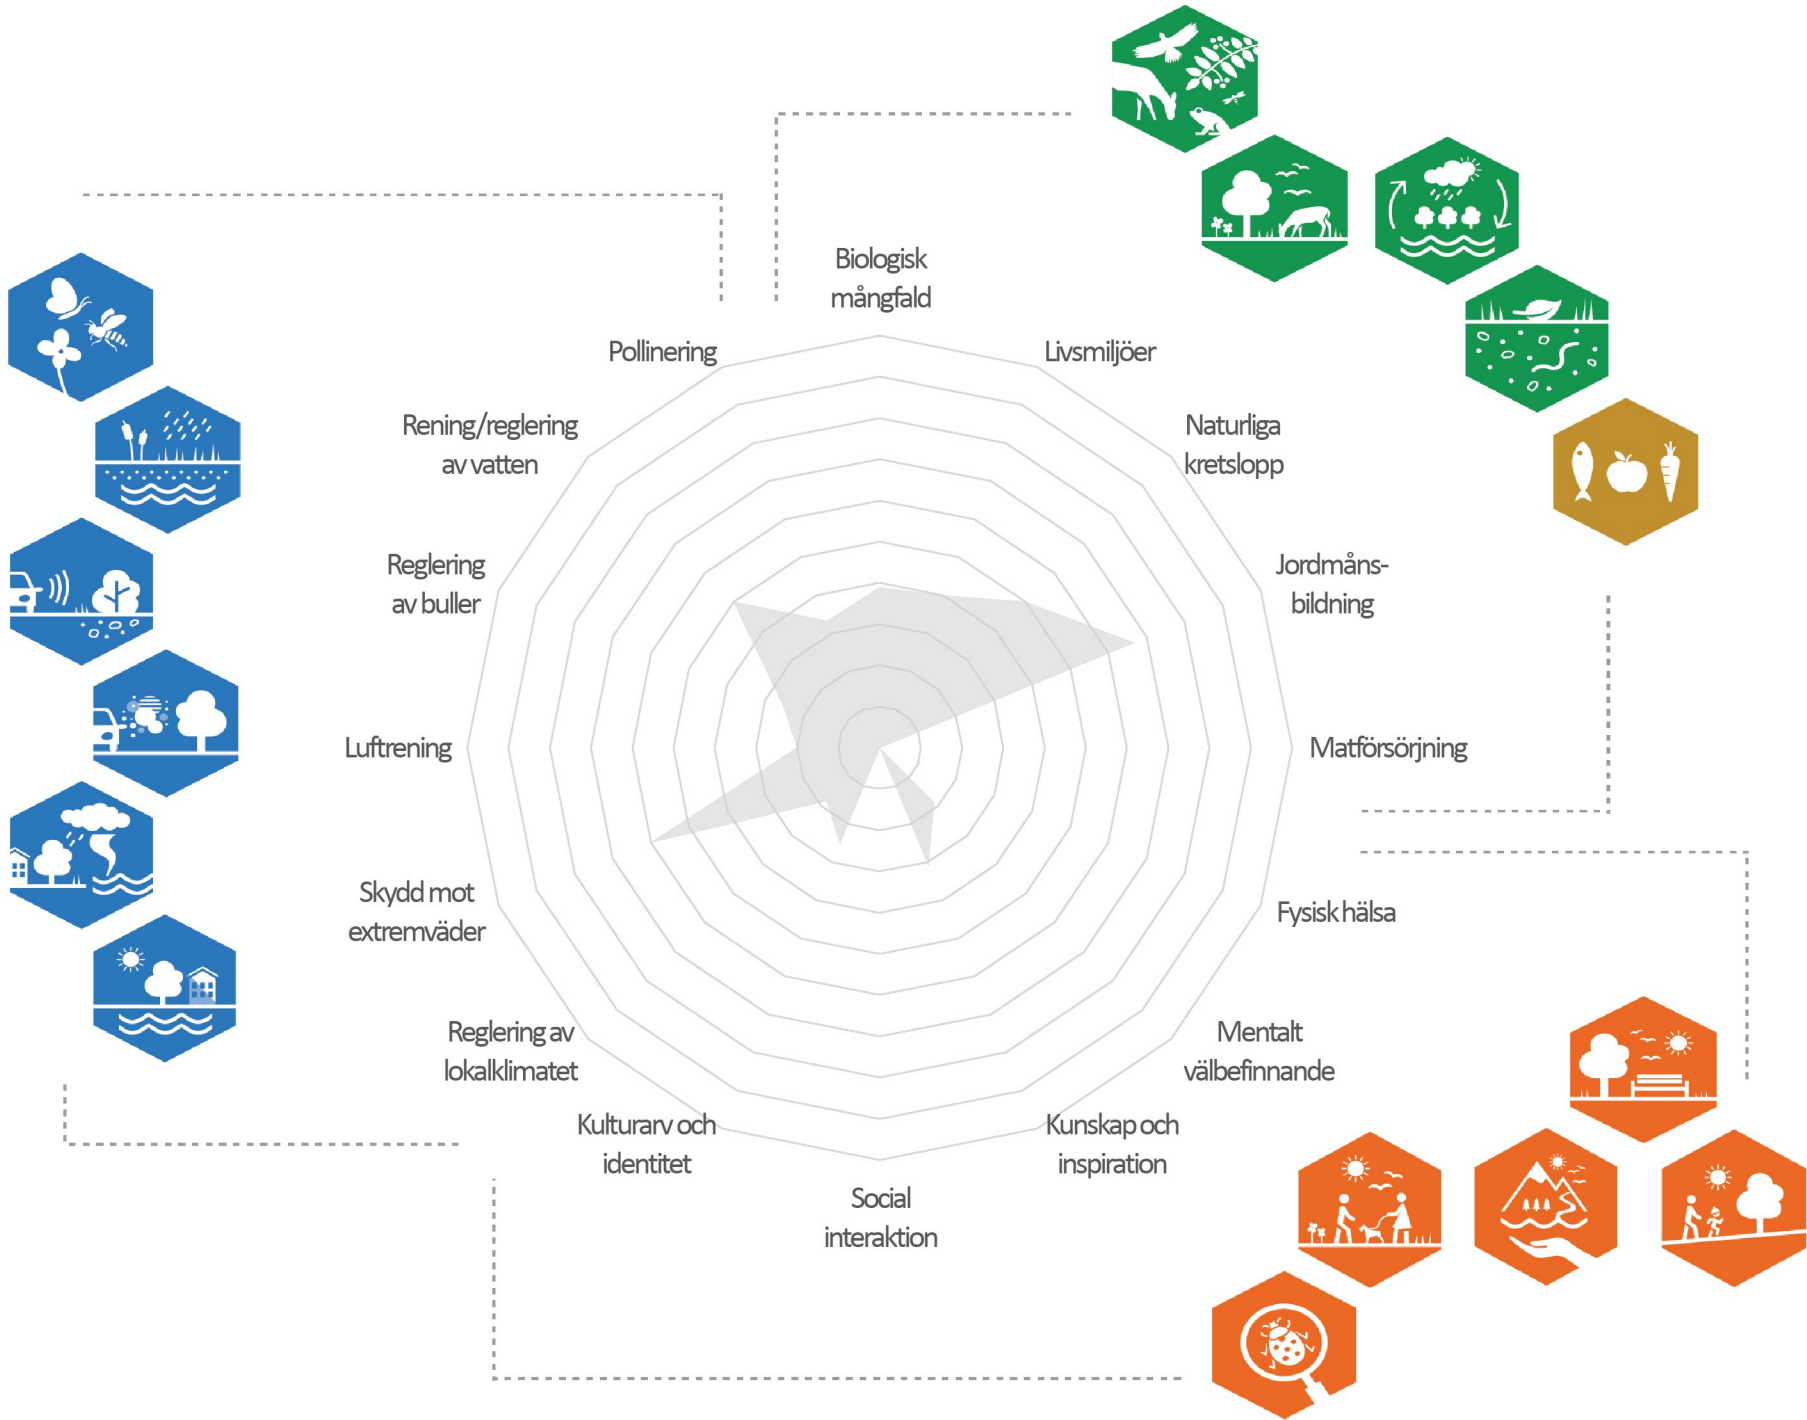 Biologisk
mångfald
Livsmiljöer
Naturliga
kretslopp
Jordmåns-
bildning
Matförsörjning
Fysisk hälsa
Mentalt
välbefinnande
Kunskap och
inspiration
Social
interaktion
Kulturarv och
identitet
Reglering av
lokalklimatet
Skydd mot
extremväder
Luftrening
Reglering
av buller
Rening/reglering
av vatten
Pollinering